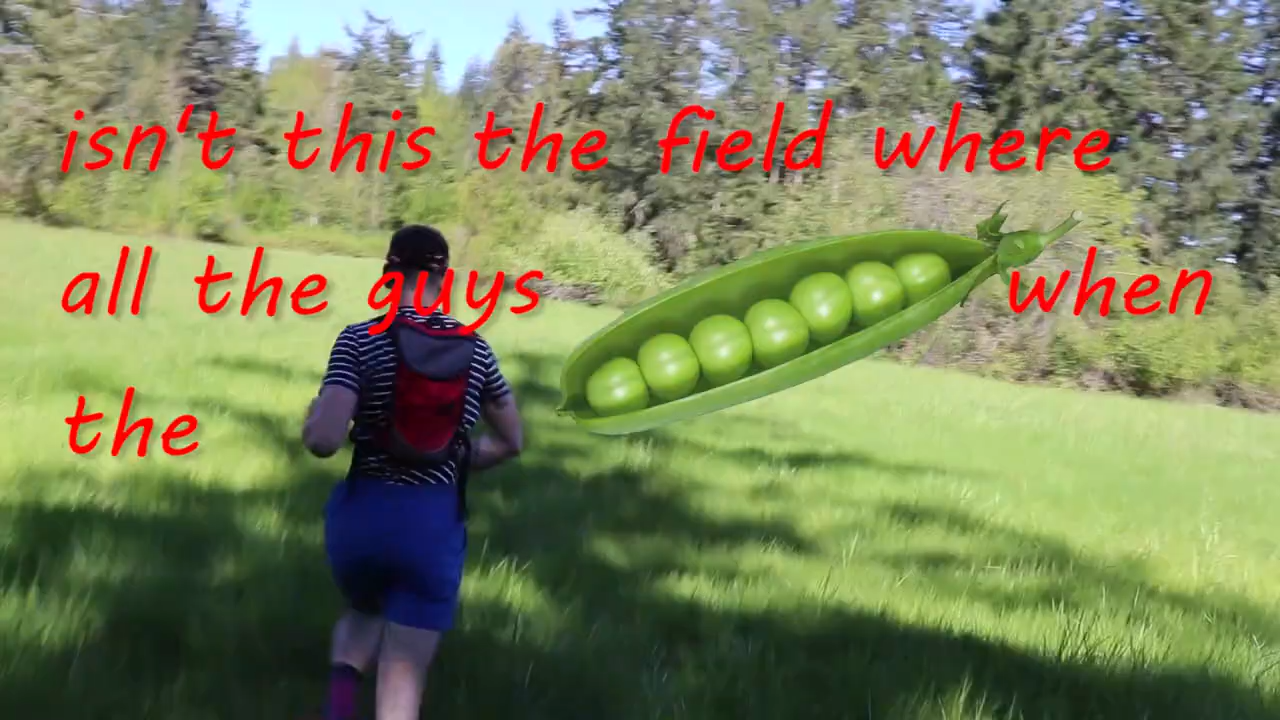 isn't this the field where
all the guys when
the